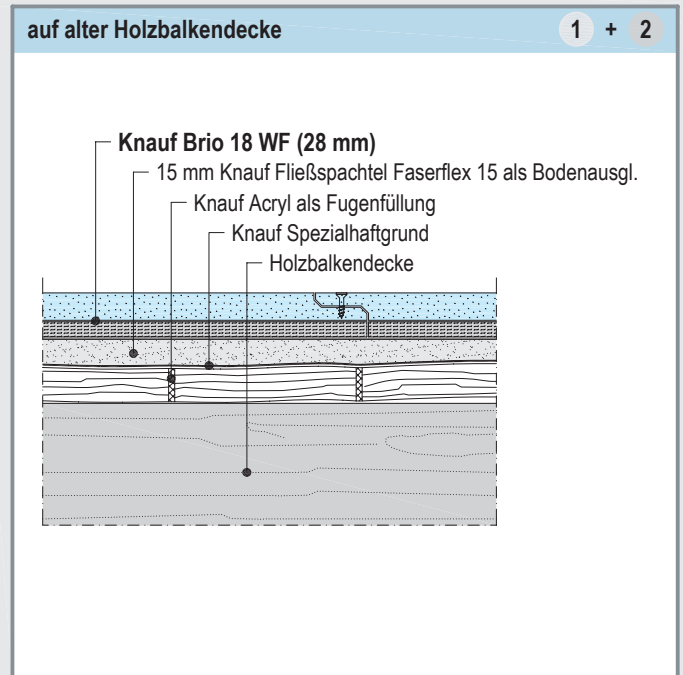 auf alter Holzbalkendecke 1 + 2
Knauf Brio 18 WF (28 mm)
15 mm Knauf Fließspachtel Faserflex 15 als Bodenausgl.
Knauf Acryl als Fugenfüllung
Knauf Spezialhaftgrund
Holzbalkendecke